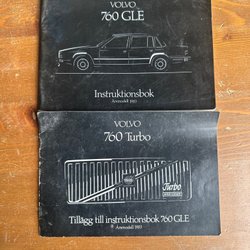 VOLVO
760 GLE
Instruktionsbok
Årsmodell 1983
VOLVO
760 Turbo
Turbo
Tillägg till instruktionsbok 760 GLE
Årsmodell 1983